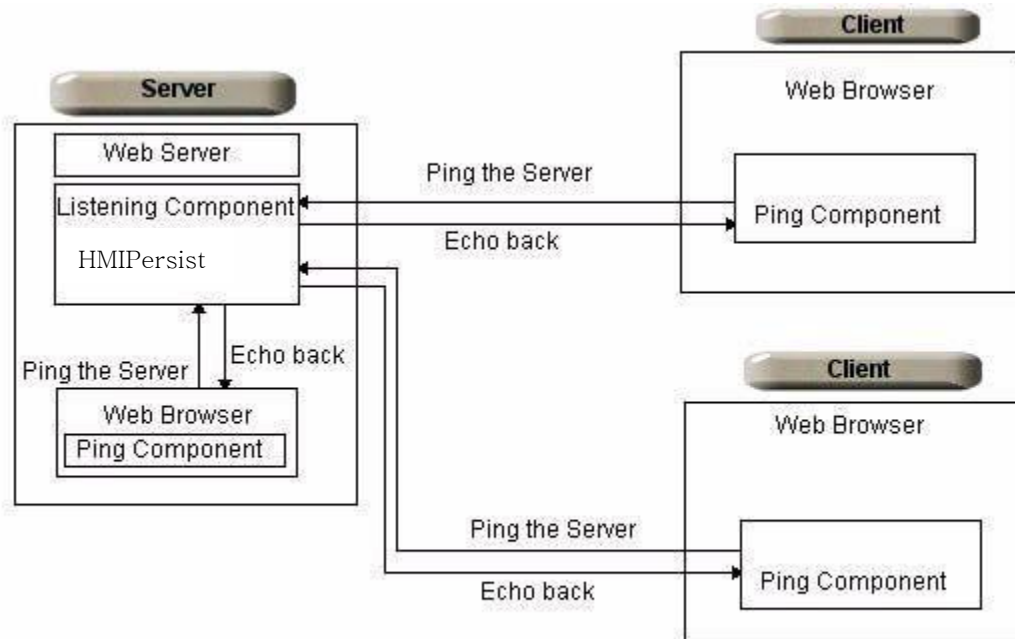 Client
Web Browser
Server
Web Server
Ping the Server
Listening Component
Ping Component
Echo back
HMIPersist
Echo back
Ping the Server
Client
Web Browser
Web Browser
Ping Component
Ping the Server
Ping Component
Echo back